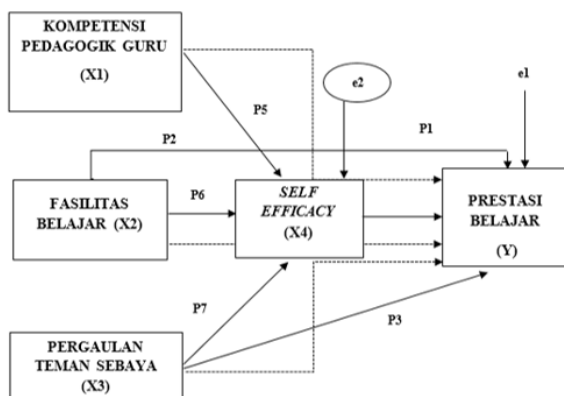 KOMPETENSI
PEDAGOGIK GURU
(X1)
e2
e1
P5
P2
P1
FASILITAS
BELAJAR (X2)
P6
SELF
EFFICACY
(X4)
PRESTASI
BELAJAR
(Y)
P7
P3
PERGAULAN
TEMAN SEBAYA
(X3)